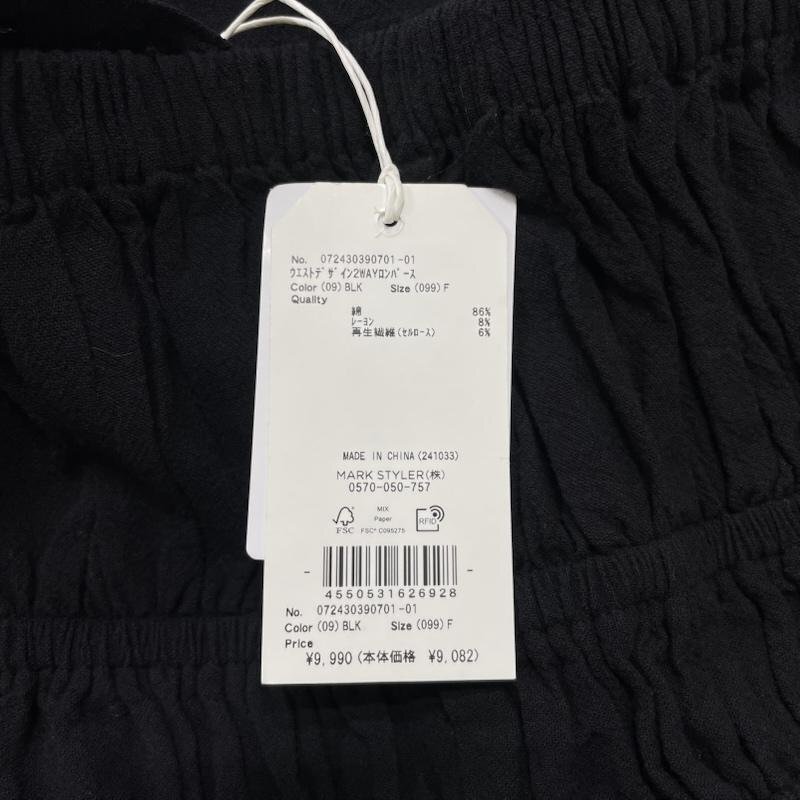 No. 072430390701-01
ｳｴｽﾄﾃﾞｻﾞｲﾝ2WAYﾛﾝﾊﾟｰｽ
Color (09) BLK Size (099) F
Quality
綿 86%
ﾚｰﾖﾝ 8%
再生繊維(ｾﾙﾛｰｽ) 6%
MADE IN CHINA (241033)
MARK STYLER(株)
0570-050-757
FSC
MIX
Paper
FSC® C095275
RFID
4550531626928
No. 072430390701-01
Color (09) BLK Size (099) F
Price
¥9,990 (本体価格 ¥9,082)